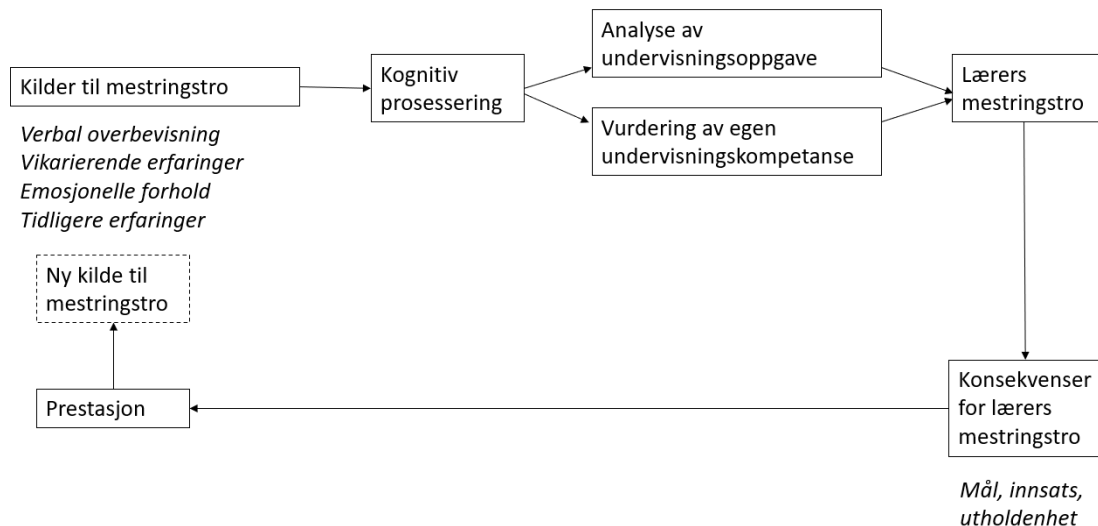 Kilder til mestringstro
Verbal overbevisning
Vikarierende erfaringer
Emosjonelle forhold
Tidligere erfaringer
Kognitiv
prosessering
Analyse av
undervisningsoppgave
Vurdering av egen
undervisningskompetanse
Lærers
mestringstro
Ny kilde til
mestringstro
Prestasjon
Konsekvenser
for lærers
mestringstro
Mål, innsats,
utholdenhet